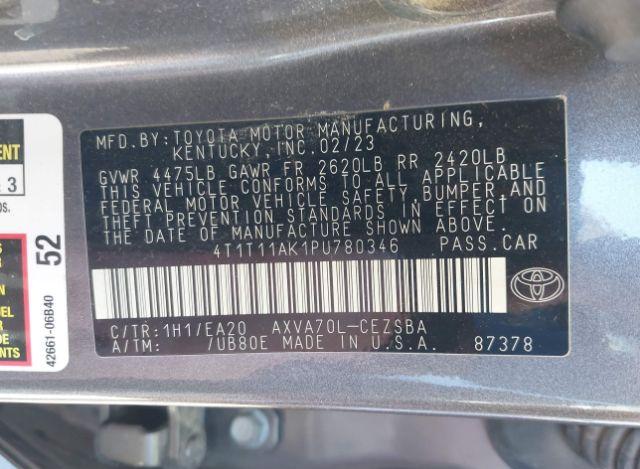 MFD.BY: TOYOTA MOTOR MANUFACTURING,
KENTUCKY,INC.02/23
GVWR 4475LB GAWR FR 2620LB RR 2420LB
THIS VEHICLE CONFORMS TO ALL APPLICABLE
FEDERAL MOTOR VEHICLE SAFETY,BUMPER,AND
THEFT PREVENTION STANDARDS IN EFFECT ON
THE DATE OF MANUFACTURE SHOWN ABOVE.
4T1T11AK1PU780346 PASS.CAR
C/TR:1H1/EA20 AXVA70L-CEZSBA
A/TM: /UB80E MADE IN U.S.A. 87378
52
42661-06B40
3